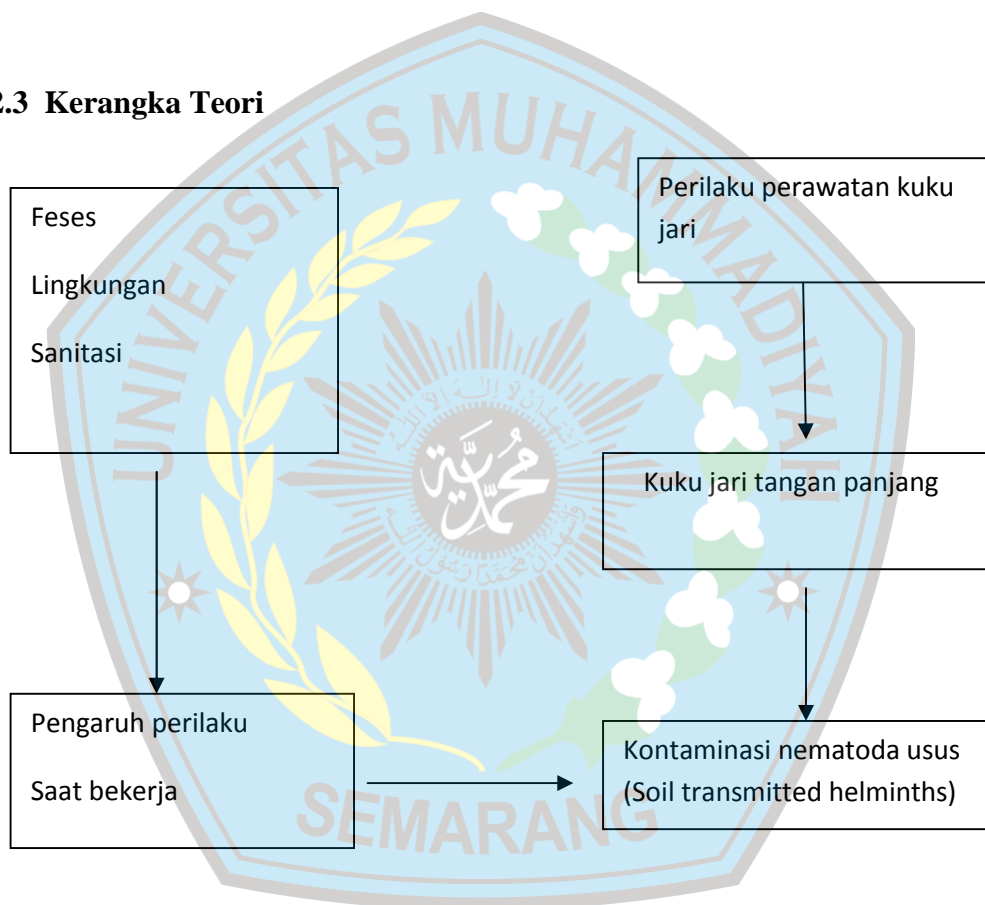 2.3 Kerangka Teori
Feses
Lingkungan
Sanitasi
Perilaku perawatan kuku
jari
Kuku jari tangan panjang
Pengaruh perilaku
Saat bekerja
Kontaminasi nematoda usus
(Soil transmitted helminths)
UNIVERSITAS MUHAMMADIYAH
SEMARANG
محمدية